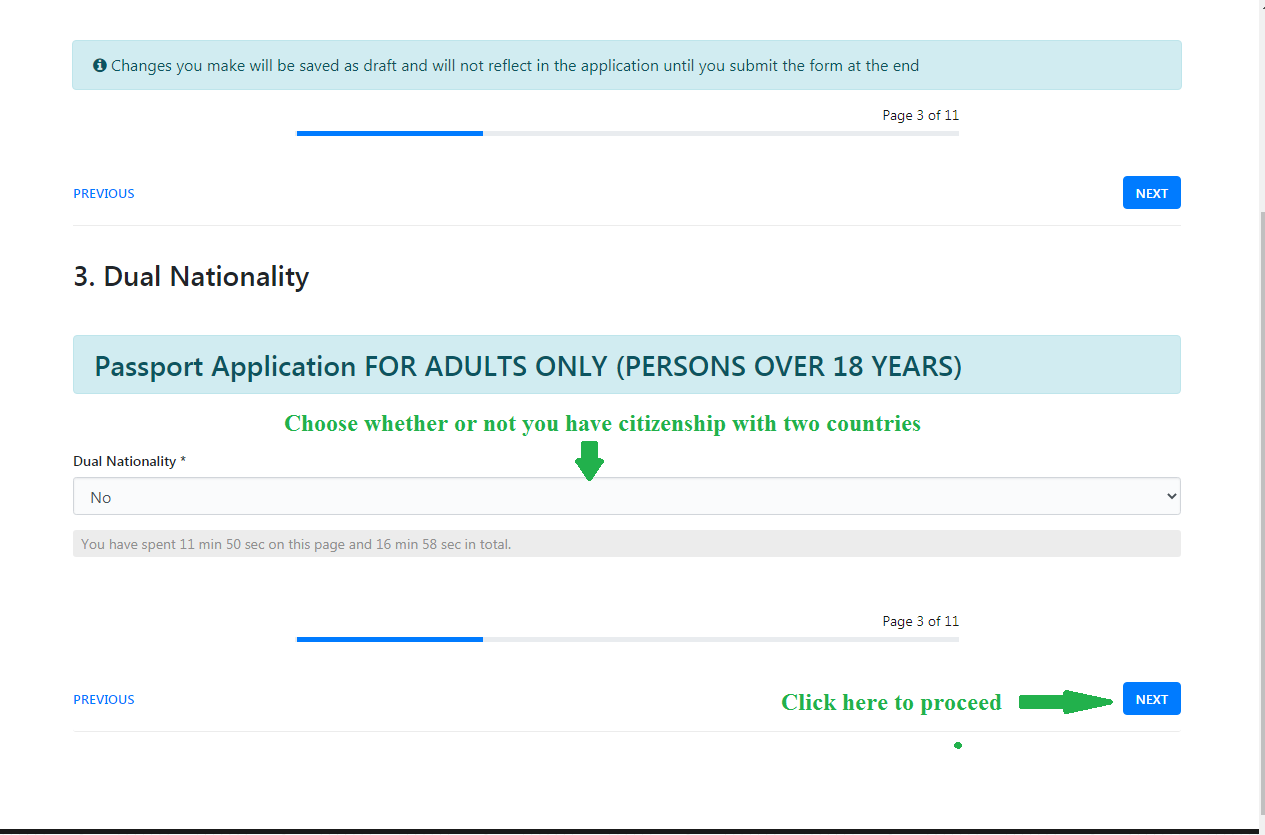 Changes you make will be saved as draft and will not reflect in the application until you submit the form at the end
Page 3 of 11
PREVIOUS
NEXT
3. Dual Nationality
Passport Application FOR ADULTS ONLY (PERSONS OVER 18 YEARS)
Choose whether or not you have citizenship with two countries
Dual Nationality *
No
You have spent 11 min 50 sec on this page and 16 min 58 sec in total.
Page 3 of 11
PREVIOUS
Click here to proceed
NEXT